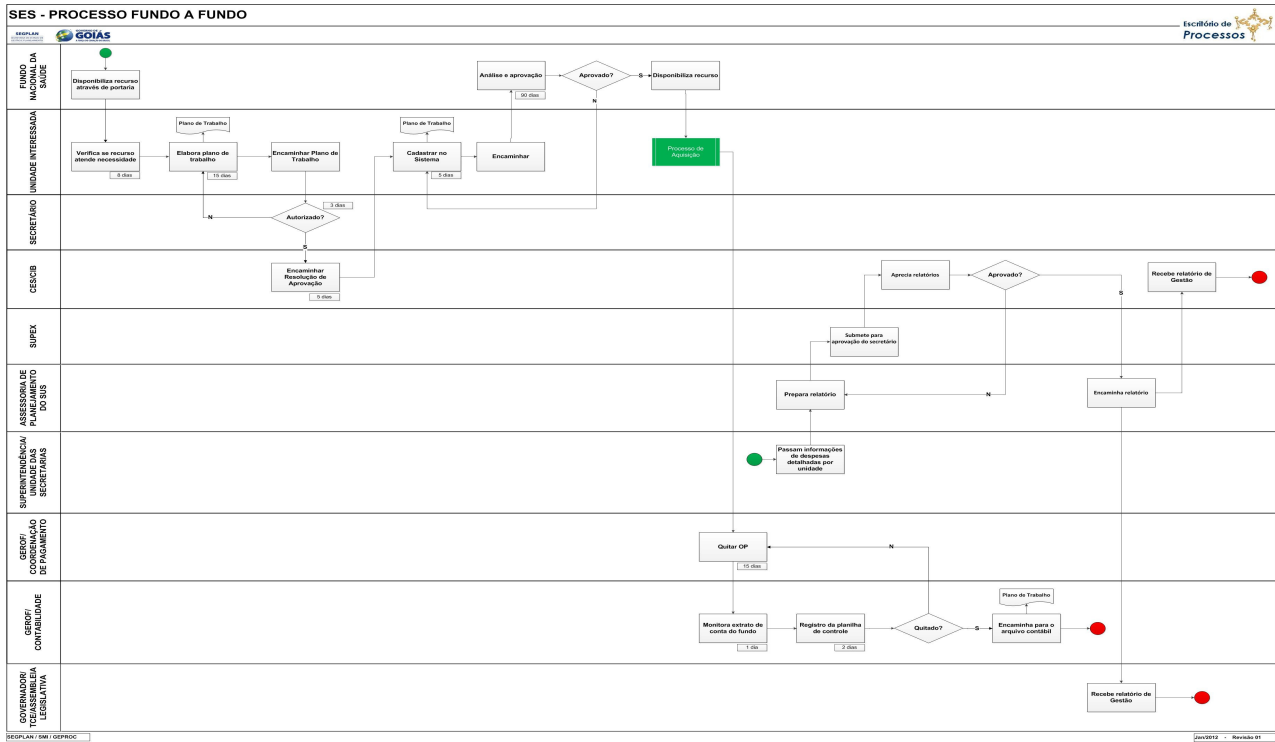 SES - PROCESSO FUNDO A FUNDO
SEGPLAN
GOIÁS
Escritório de
Processos
FUNDO
NACIONAL DA
SAÚDE
Disponibiliza recurso
através de portaria
Análise e aprovação
90 dias
Aprovado?
S
N
Disponibiliza recurso
UNIDADE INTERESSADA
Verifica se recurso
atende necessidade
8 dias
Plano de Trabalho
Elabora plano de
trabalho
15 dias
Encaminhar Plano de
Trabalho
Plano de Trabalho
Cadastrar no
Sistema
5 dias
Encaminhar
Processo de
Aquisição
SECRETÁRIO
N
Autorizado?
3 dias
S
CES/CIB
Encaminhar
Resolução de
Aprovação
5 dias
Aprecia relatórios
Aprovado?
S
Recebe relatório de
Gestão
SUPEX
Submete para
aprovação do secretário
ASSESSORIA DE
PLANEJAMENTO
DO SUS
Prepara relatório
N
Encaminha relatório
SUPERINTENDÊNCIA/
UNIDADE DAS
SECRETARIAS
Passam informações
de despesas
detalhadas por
unidade
GEROF/
COORDENAÇÃO
DE PAGAMENTO
Quitar OP
15 dias
N
GEROF/
CONTABILIDADE
Monitora extrato de
conta do fundo
1 dia
Registro da planilha
de controle
2 dias
Quitado?
S
Plano de Trabalho
Encaminha para o
arquivo contábil
GOVERNADOR/
TCE/ASSEMBLEIA
LEGISLATIVA
Recebe relatório de
Gestão
SEGPLAN / SMI / GEPROC
Jan/2012 - Revisão 01